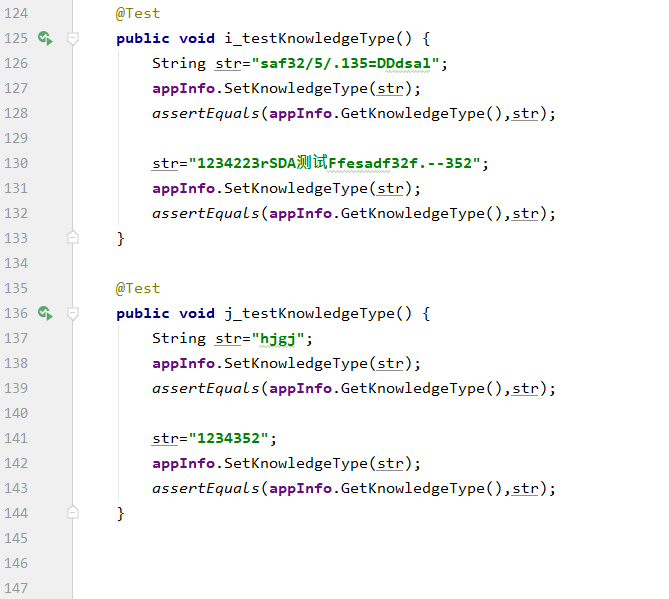 124 @Test
125 public void i_testKnowledgeType() {
126 String str="saf32/5/.135=DDdsal";
127 appInfo.SetKnowledgeType(str);
128 assertEquals(appInfo.GetKnowledgeType(),str);
129
130 str="1234223rSDA测试Ffesadf32f.--352";
131 appInfo.SetKnowledgeType(str);
132 assertEquals(appInfo.GetKnowledgeType(),str);
133 }
134
135 @Test
136 public void j_testKnowledgeType() {
137 String str="hjgj";
138 appInfo.SetKnowledgeType(str);
139 assertEquals(appInfo.GetKnowledgeType(),str);
140
141 str="1234352";
142 appInfo.SetKnowledgeType(str);
143 assertEquals(appInfo.GetKnowledgeType(),str);
144 }
145
146
147